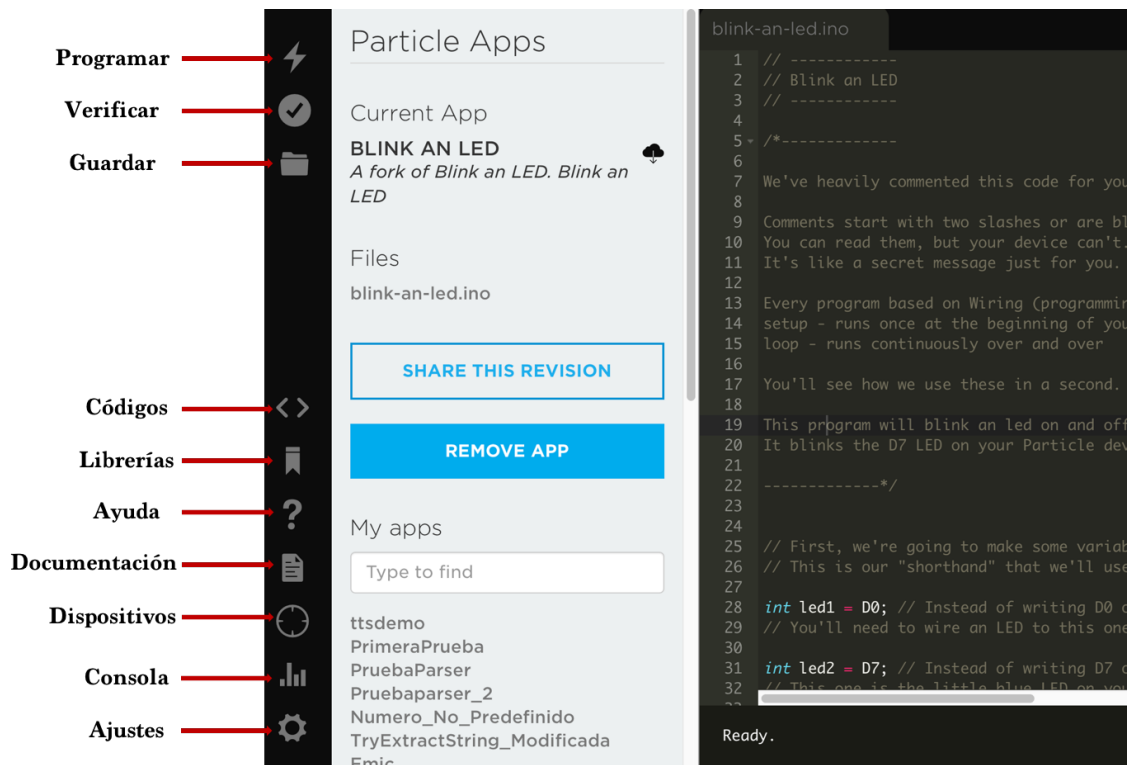 Programar
Verificar
Guardar
Códigos
Librerías
Ayuda
Documentación
Dispositivos
Consola
Ajustes
Particle Apps
Current App
BLINK AN LED
A fork of Blink an LED. Blink an
LED
Files
blink-an-led.ino
SHARE THIS REVISION
REMOVE APP
My apps
Type to find
ttsdemo
PrimeraPrueba
PruebaParser
Pruebaparser_2
Numero_No_Predefinido
TryExtractString_Modificada
Emic
blink-an-led.ino
1 // ------------
2 // Blink an LED
3 // ------------
4
5 /*-------------
6
7 We've heavily commented this code for you
8
9 Comments start with two slashes or are bl
10 You can read them, but your device can't.
11 It's like a secret message just for you.
12
13 Every program based on Wiring (programmin
14 setup - runs once at the beginning of you
15 loop - runs continuously over and over
16
17 You'll see how we use these in a second.
18
19 This program will blink an led on and off
20 It blinks the D7 LED on your Particle dev
21
22 -------------*/
23
24
25 // First, we're going to make some variab
26 // This is our "shorthand" that we'll use
27
28 int led1 = D0; // Instead of writing D0 o
29 // You'll need to wire an LED to this one
30
31 int led2 = D7; // Instead of writing D7 o
32 // This one is the little blue LED on you
Ready.